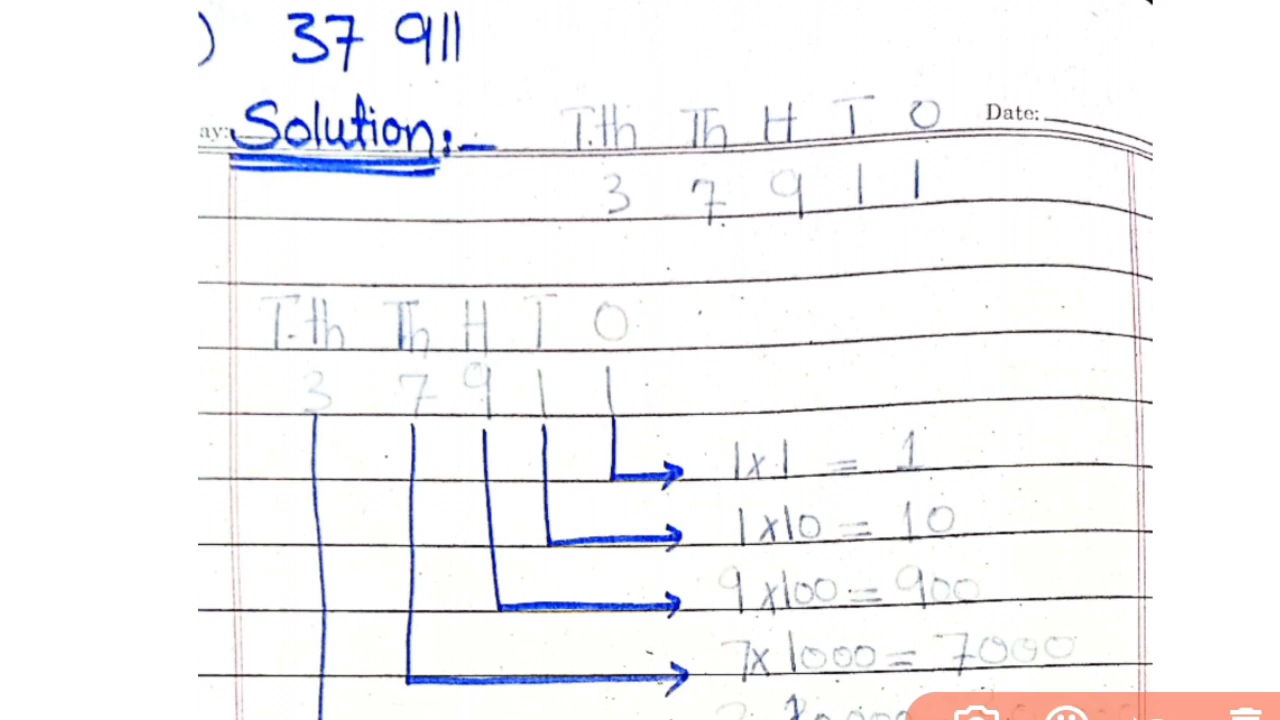 ) 37 911
ay: Solution:- T.th Th H T O Date:
3 7 9 1 1
T.th Th H T O
3 7 9 1 1
1x1 = 1
1x10 = 10
9x100 = 900
7x1000 = 7000